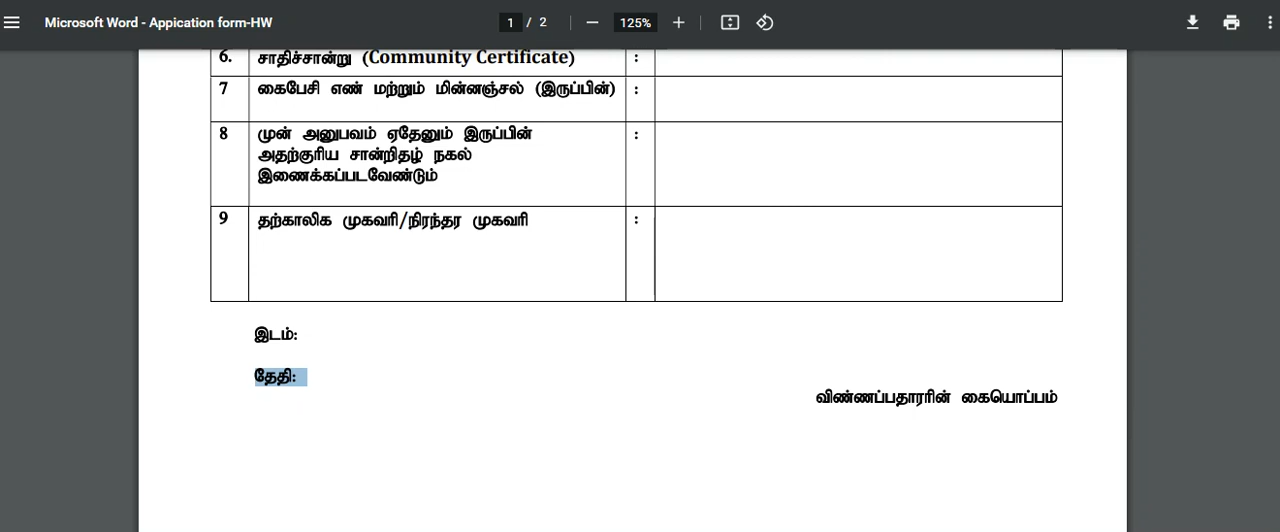 Microsoft Word - Appication form-HW
1 / 2
125%
6. சாதிச்சான்று (Community Certificate) :
7 கைபேசி எண் மற்றும் மின்னஞ்சல் (இருப்பின்) :
8 முன் அனுபவம் ஏதேனும் இருப்பின் :
அதற்குரிய சான்றிதழ் நகல்
இணைக்கப்படவேண்டும்
9 தற்காலிக முகவரி/நிரந்தர முகவரி :
இடம்:
தேதி:
விண்ணப்பதாரரின் கையொப்பம்